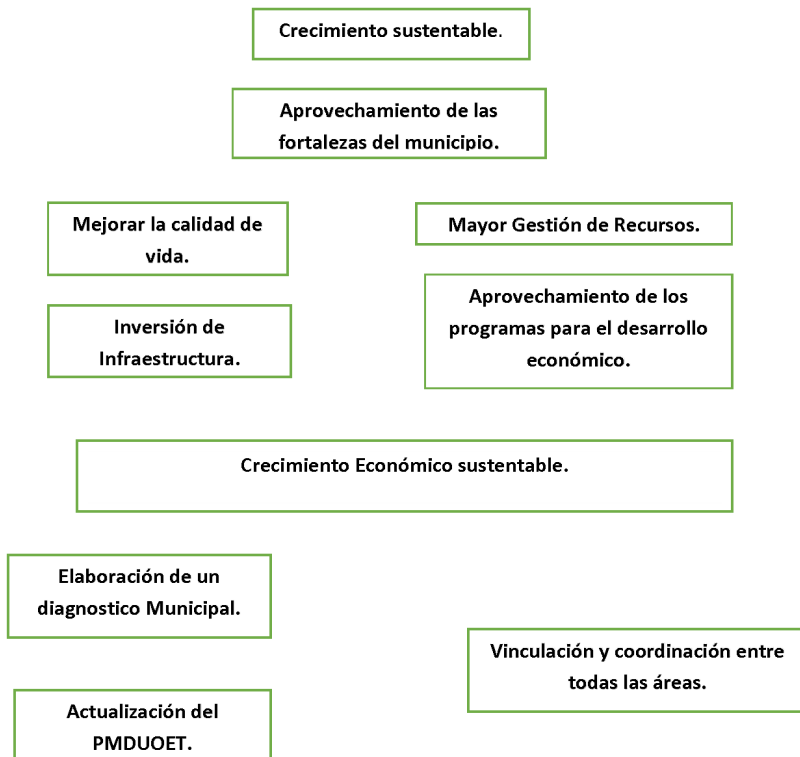 Crecimiento sustentable.
Aprovechamiento de las
fortalezas del municipio.
Mejorar la calidad de
vida.
Mayor Gestión de Recursos.
Inversión de
Infraestructura.
Aprovechamiento de los
programas para el desarrollo
económico.
Crecimiento Económico sustentable.
Elaboración de un
diagnostico Municipal.
Vinculación y coordinación entre
todas las áreas.
Actualización del
PMDUOET.